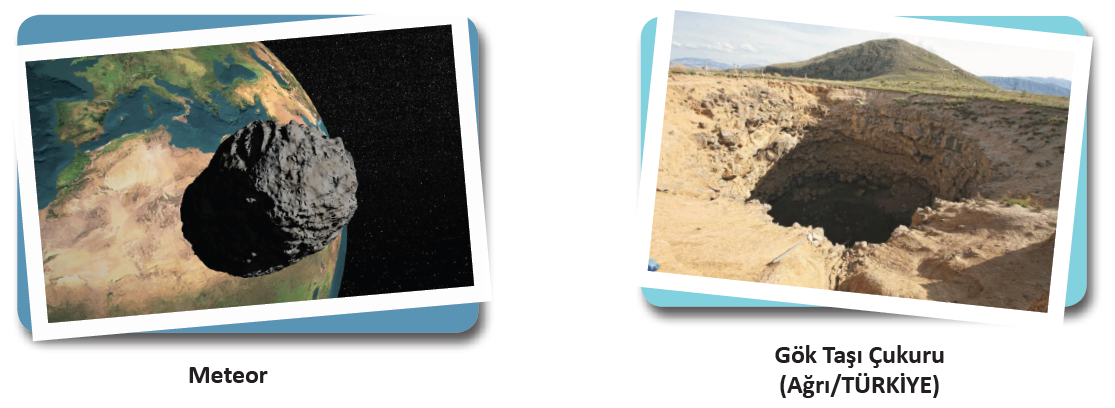 Meteor
Gök Taşı Çukuru
(Ağrı/TÜRKİYE)